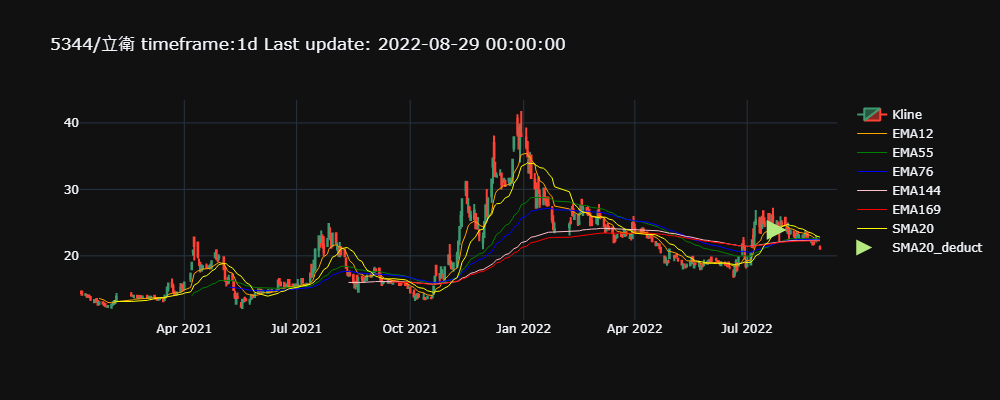 5344/立衛 timeframe:1d Last update: 2022-08-29 00:00:00
40
30
20
Apr 2021
Jul 2021
Oct 2021
Jan 2022
Apr 2022
Jul 2022
Kline
EMA12
EMA55
EMA76
EMA144
EMA169
SMA20
SMA20_deduct